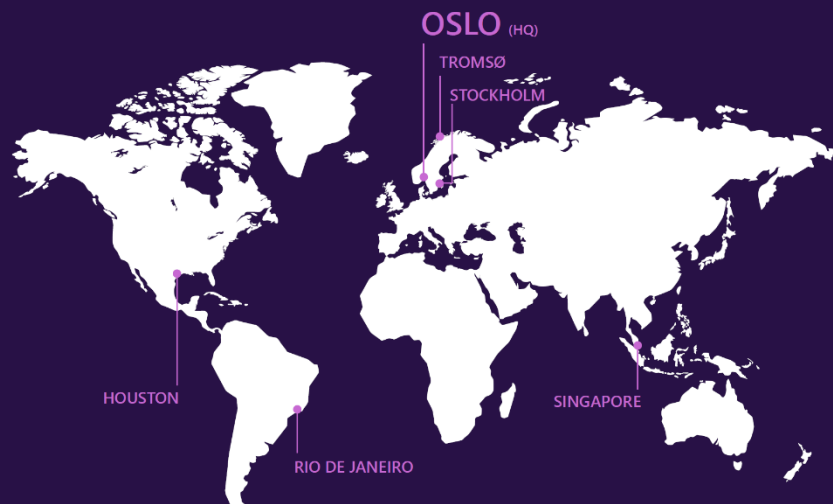 OSLO (HQ)
TROMSØ
STOCKHOLM
HOUSTON
SINGAPORE
RIO DE JANEIRO